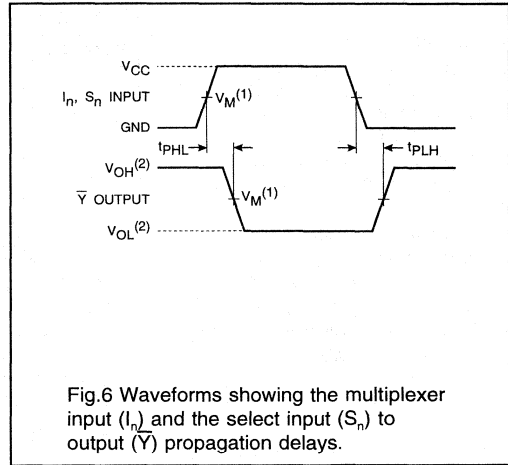 VCC
In, Sn INPUT
VM(1)
GND
tPHL
tPLH
VOH(2)
Y̅ OUTPUT
VM(1)
VOL(2)
Fig.6 Waveforms showing the multiplexer
input (In) and the select input (Sn) to
output (Y̅) propagation delays.